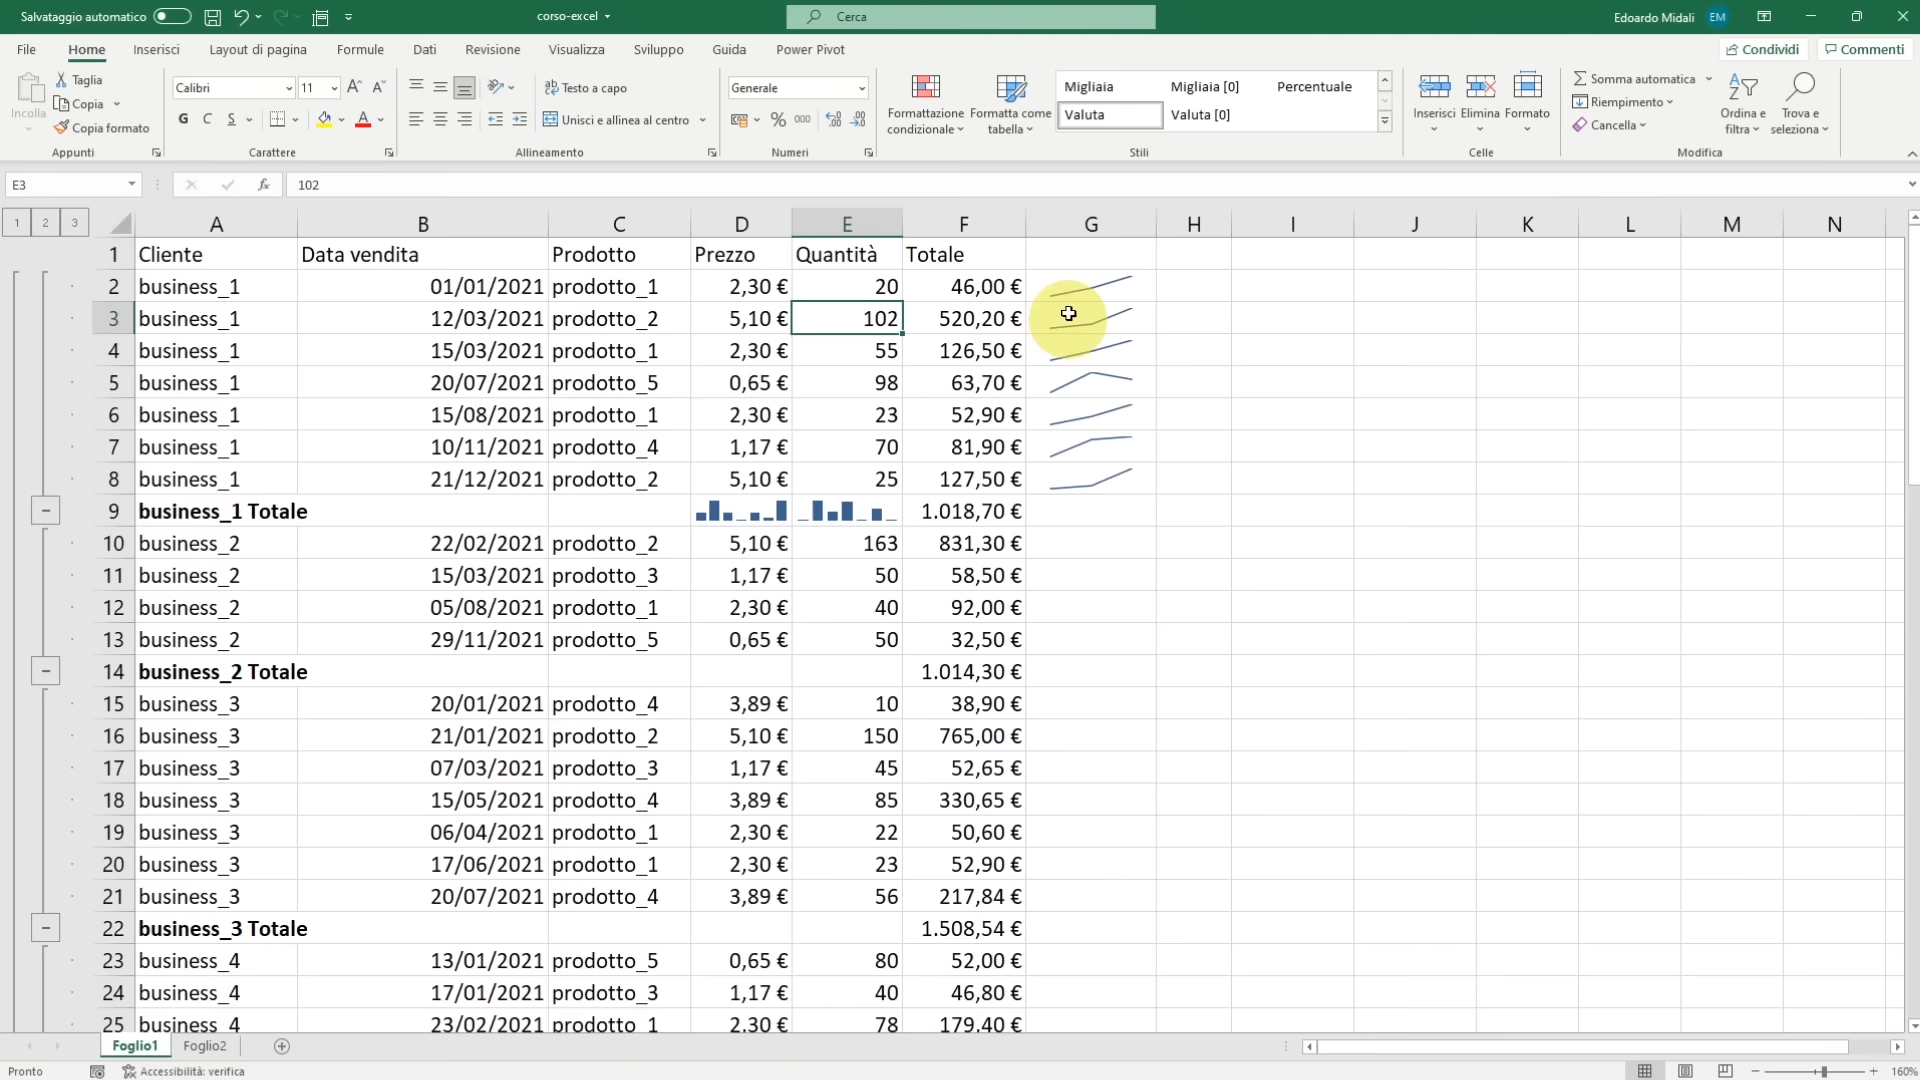 Salvataggio automatico
corso-excel
Cerca
Edoardo Midali EM
File Home Inserisci Layout di pagina Formule Dati Revisione Visualizza Sviluppo Guida Power Pivot
Condividi Commenti
Incolla
Taglia
Copia
Copia formato
Appunti
Calibri 11
G C S
Carattere
Testo a capo
Unisci e allinea al centro
Allineamento
Generale
% 000
Numeri
Formattazione condizionale
Formatta come tabella
Migliaia Migliaia [0] Percentuale
Valuta Valuta [0]
Stili
Inserisci Elimina Formato
Celle
Somma automatica
Riempimento
Cancella
Ordina e filtra
Trova e seleziona
Modifica
E3 fx 102
1 2 3
A B C D E F G H I J K L M N
1 Cliente Data vendita Prodotto Prezzo Quantità Totale
2 business_1 01/01/2021 prodotto_1 2,30 € 20 46,00 €
3 business_1 12/03/2021 prodotto_2 5,10 € 102 520,20 €
4 business_1 15/03/2021 prodotto_1 2,30 € 55 126,50 €
5 business_1 20/07/2021 prodotto_5 0,65 € 98 63,70 €
6 business_1 15/08/2021 prodotto_1 2,30 € 23 52,90 €
7 business_1 10/11/2021 prodotto_4 1,17 € 70 81,90 €
8 business_1 21/12/2021 prodotto_2 5,10 € 25 127,50 €
9 business_1 Totale 1.018,70 €
10 business_2 22/02/2021 prodotto_2 5,10 € 163 831,30 €
11 business_2 15/03/2021 prodotto_3 1,17 € 50 58,50 €
12 business_2 05/08/2021 prodotto_1 2,30 € 40 92,00 €
13 business_2 29/11/2021 prodotto_5 0,65 € 50 32,50 €
14 business_2 Totale 1.014,30 €
15 business_3 20/01/2021 prodotto_4 3,89 € 10 38,90 €
16 business_3 21/01/2021 prodotto_2 5,10 € 150 765,00 €
17 business_3 07/03/2021 prodotto_3 1,17 € 45 52,65 €
18 business_3 15/05/2021 prodotto_4 3,89 € 85 330,65 €
19 business_3 06/04/2021 prodotto_1 2,30 € 22 50,60 €
20 business_3 17/06/2021 prodotto_1 2,30 € 23 52,90 €
21 business_3 20/07/2021 prodotto_4 3,89 € 56 217,84 €
22 business_3 Totale 1.508,54 €
23 business_4 13/01/2021 prodotto_5 0,65 € 80 52,00 €
24 business_4 17/01/2021 prodotto_3 1,17 € 40 46,80 €
25 business_4 23/02/2021 prodotto_1 2,30 € 78 179,40 €
Foglio1 Foglio2
Pronto Accessibilità: verifica 160%